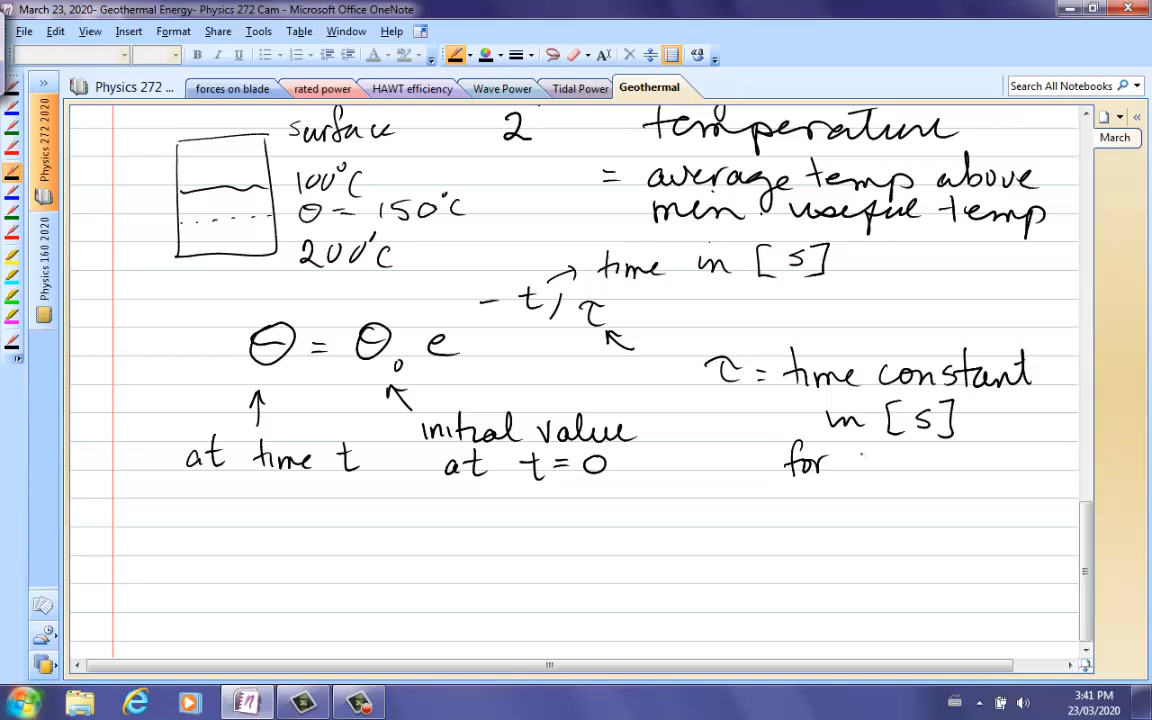 March 23, 2020- Geothermal Energy- Physics 272 Cam - Microsoft Office OneNote
File Edit View Insert Format Share Tools Table Window Help
B I U A ab
Physics 272 ... forces on blade rated power HAWT efficiency Wave Power Tidal Power Geothermal Search All Notebooks
March
Physics 272 2020
Physics 160 2020
surface 2 temperature
100°C = average temp above
θ = 150°C min. useful temp
200°C
→ time in [s]
θ = θ₀ e - t/τ
τ = time constant
in [s]
at time t initial value
at t = 0 for
3:41 PM
23/03/2020